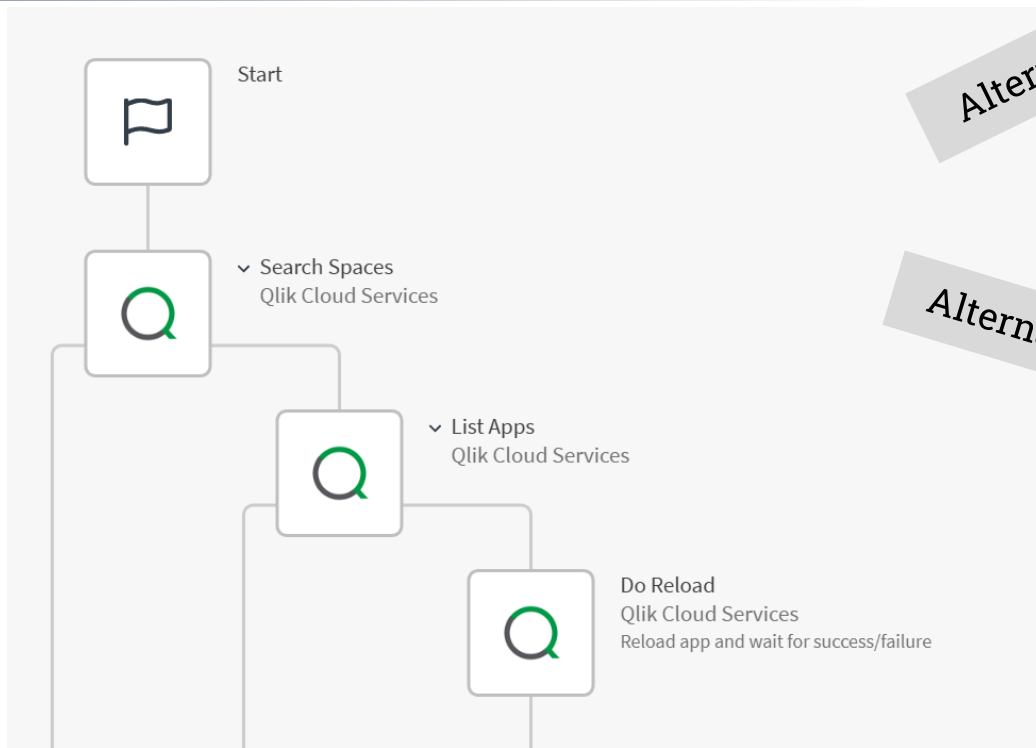 Start
Search Spaces
Qlik Cloud Services
List Apps
Qlik Cloud Services
Do Reload
Qlik Cloud Services
Reload app and wait for success/failure